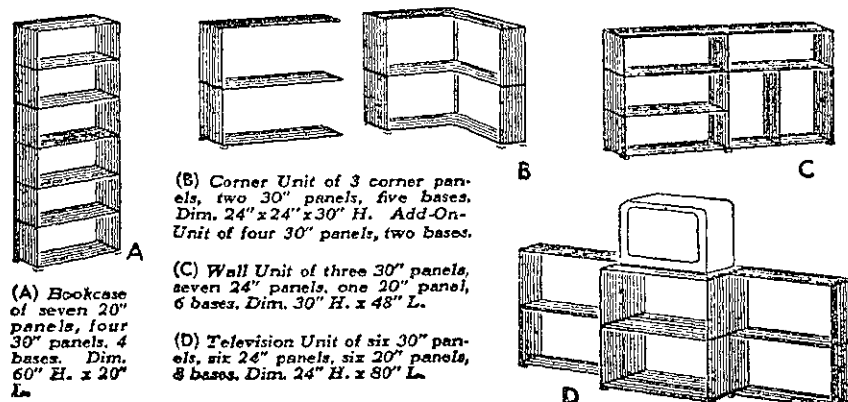 A
B
C
(B) Corner Unit of 3 corner pan-
els, two 30" panels, five bases.
Dim. 24" x 24" x 30" H. Add-On-
Unit of four 30" panels, two bases.
(A) Bookcase
of seven 20"
panels, four
30" panels, 4
bases. Dim.
60" H. x 20"
L.
(C) Wall Unit of three 30" panels,
seven 24" panels, one 20" panel,
6 bases. Dim. 30" H. x 48" L.
(D) Television Unit of six 30" pan-
els, six 24" panels, six 20" panels,
8 bases. Dim. 24" H. x 80" L.
D